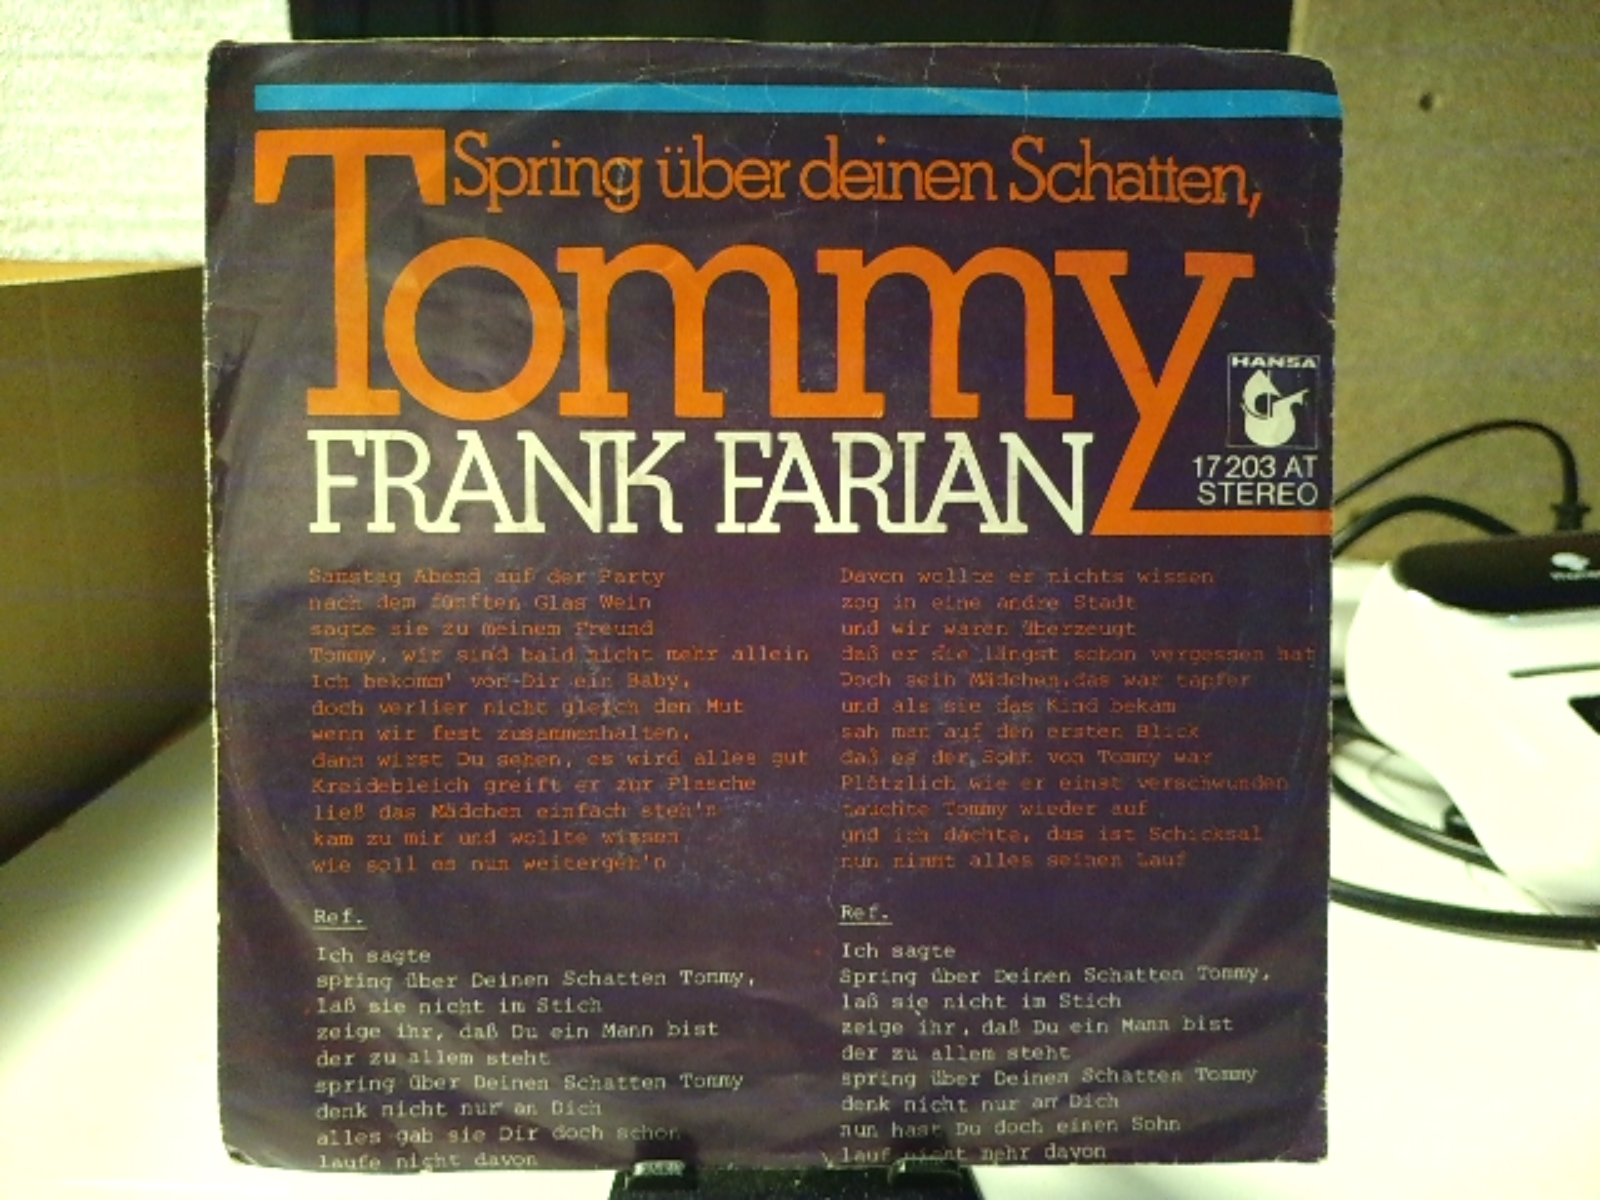 Spring über deinen Schatten,
Tommy
FRANK FARIAN
HANSA
17203 AT
STEREO
Samstag Abend auf der Party
nach dem fünften Glas Wein
sagte sie zu meinem Freund
Tommy, wir sind bald nicht mehr allein
Ich bekomm' von Dir ein Baby,
doch verlier nicht gleich den Mut
wenn wir fest zusammenhalten,
dann wirst Du sehen, es wird alles gut
Kreidebleich greift er zur Flasche
ließ das Mädchen einfach steh'n
kam zu mir und wollte wissen
wie soll es nun weitergeh'n
Ref.
Ich sagte
spring über Deinen Schatten Tommy,
laß sie nicht im Stich
zeige ihr, daß Du ein Mann bist
der zu allem steht
spring über Deinen Schatten Tommy
denk nicht nur an Dich
alles gab sie Dir doch schon
laufe nicht davon
Davon wollte er nichts wissen
zog in eine andre Stadt
und wir waren überzeugt
daß er sie längst schon vergessen hat
Doch sein Mädchen,das war tapfer
und als sie das Kind bekam
sah man auf den ersten Blick
daß es der Sohn von Tommy war
Plötzlich wie er einst verschwunden
tauchte Tommy wieder auf
und ich dachte, das ist Schicksal
nun nimmt alles seinen Lauf
Ref.
Ich sagte
Spring über Deinen Schatten Tommy,
laß sie nicht im Stich
zeige ihr, daß Du ein Mann bist
der zu allem steht
spring über Deinen Schatten Tommy
denk nicht nur an Dich
nun hast Du doch einen Sohn
lauf nicht mehr davon